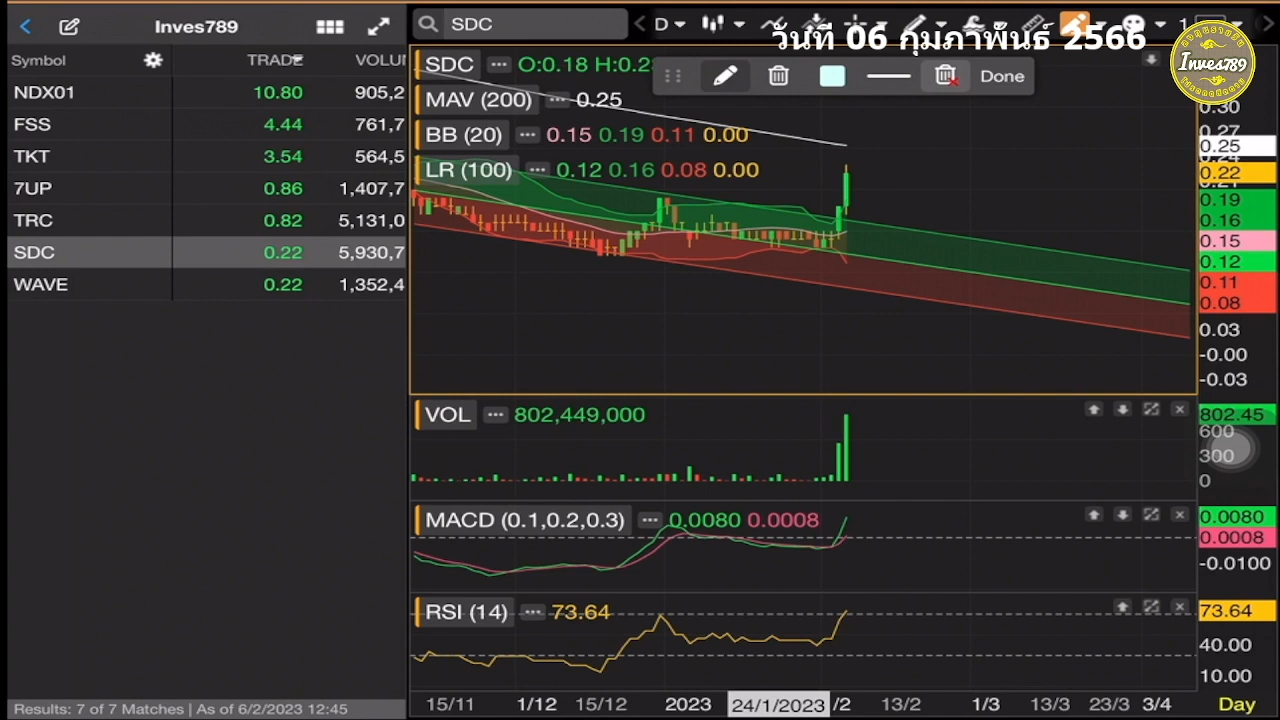 Inves789
SDC
D
1
วันที่ 06 กุมภาพันธ์ 2566
Inves789
Symbol
TRADE
VOLU
NDX01 10.80 905,2
FSS 4.44 761,7
TKT 3.54 564,5
7UP 0.86 1,407,7
TRC 0.82 5,131,0
SDC 0.22 5,930,7
WAVE 0.22 1,352,4
Results: 7 of 7 Matches | As of 6/2/2023 12:45
SDC O:0.18 H:0.23
Done
MAV (200) 0.25
BB (20) 0.15 0.19 0.11 0.00
LR (100) 0.12 0.16 0.08 0.00
0.30
0.27
0.25
0.24
0.22
0.21
0.19
0.16
0.15
0.12
0.11
0.08
0.03
-0.00
-0.03
VOL 802,449,000
802.45
600
300
0
MACD (0.1,0.2,0.3) 0.0080 0.0008
0.0080
0.0008
-0.0100
RSI (14) 73.64
73.64
40.00
10.00
15/11 1/12 15/12 2023 24/1/2023 /2 13/2 1/3 13/3 23/3 3/4 Day